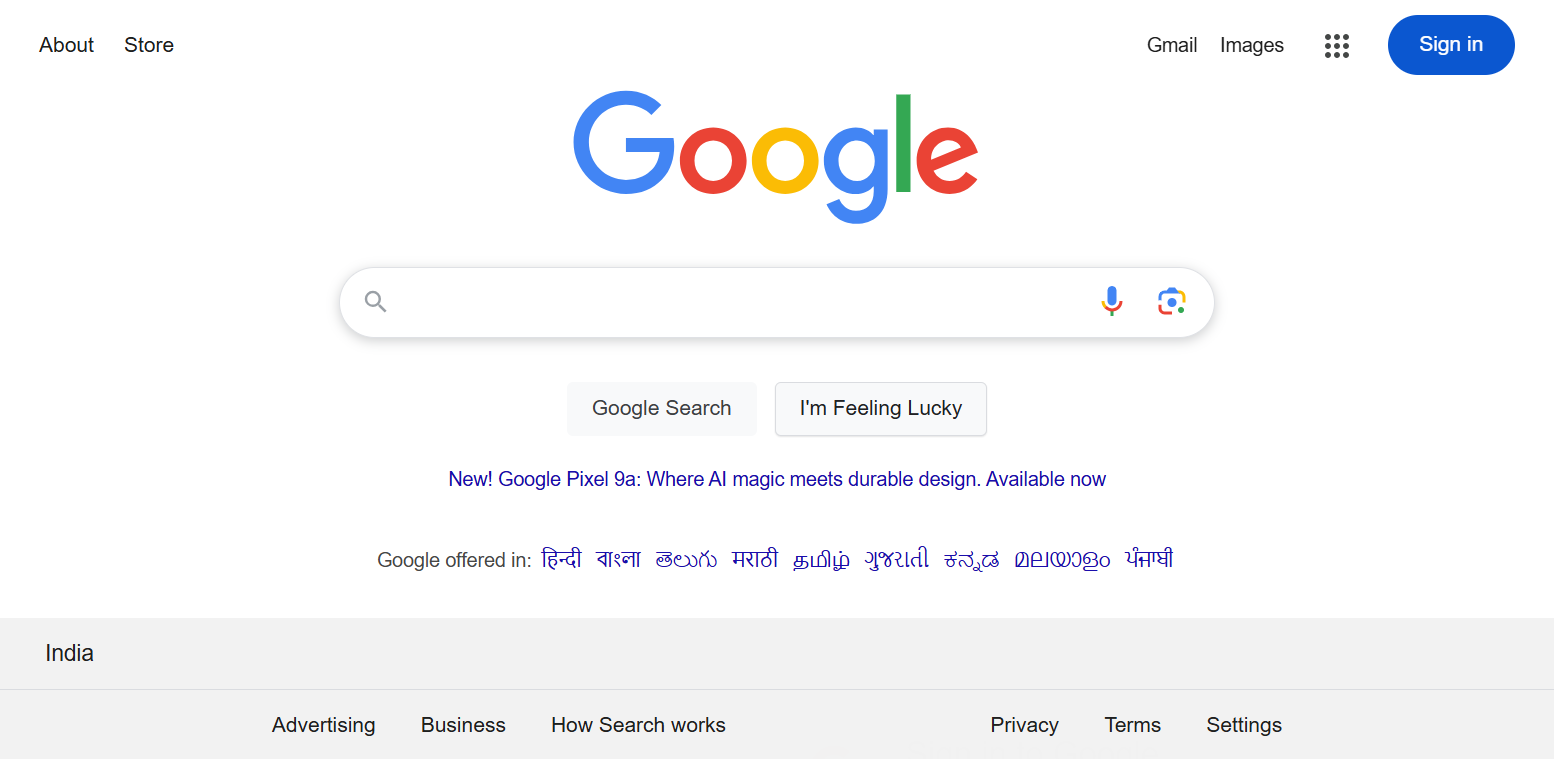 About Store Gmail Images Sign in
Google
Google Search I'm Feeling Lucky
New! Google Pixel 9a: Where AI magic meets durable design. Available now
Google offered in: हिन्दी বাংলা తెలుగు मराठी தமிழ் ગુજરાતી ಕನ್ನಡ മലയാളം ਪੰਜਾਬੀ
India
Advertising Business How Search works Privacy Terms Settings